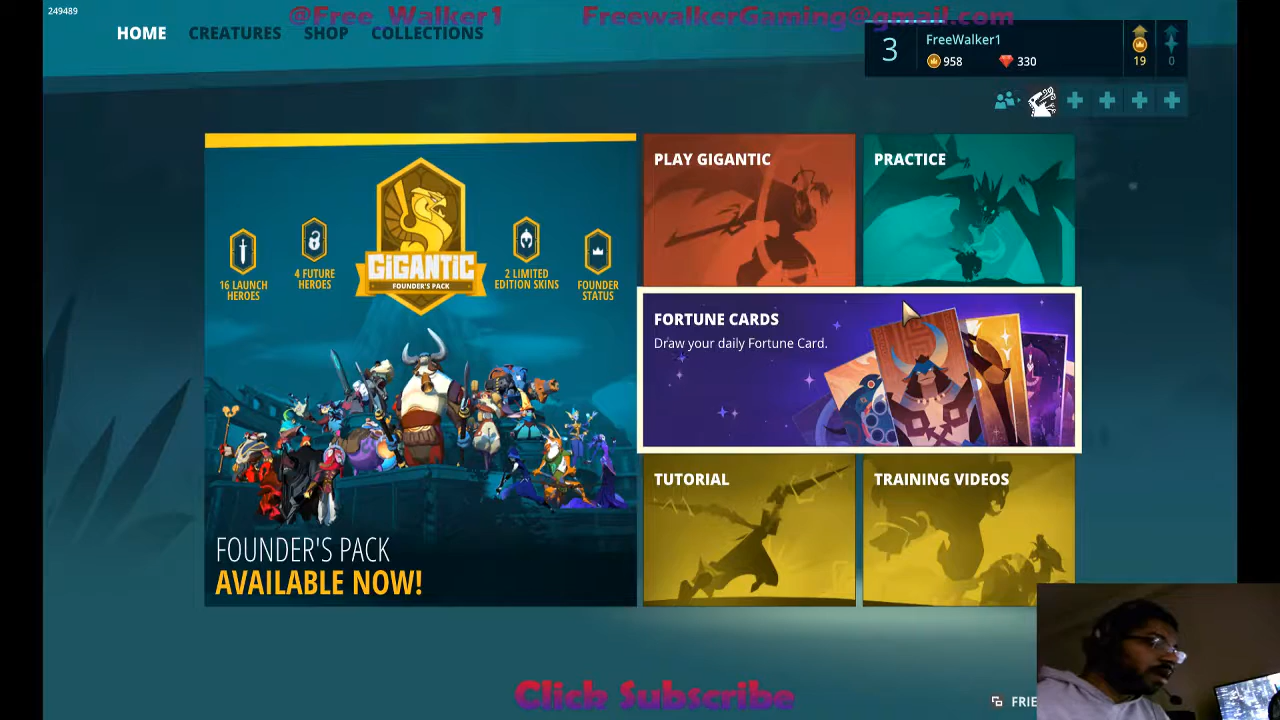 249489
@Free_Walker1
FreewalkerGaming@gmail.com
HOME
CREATURES
SHOP
COLLECTIONS
3
FreeWalker1
958
330
19
0
PLAY GIGANTIC
PRACTICE
16 LAUNCH
HEROES
4 FUTURE
HEROES
GiGANTiC
FOUNDER'S PACK
2 LIMITED
EDITION SKINS
FOUNDER
STATUS
FORTUNE CARDS
Draw your daily Fortune Card.
TUTORIAL
TRAINING VIDEOS
FOUNDER'S PACK
AVAILABLE NOW!
Click Subscribe
FRIE